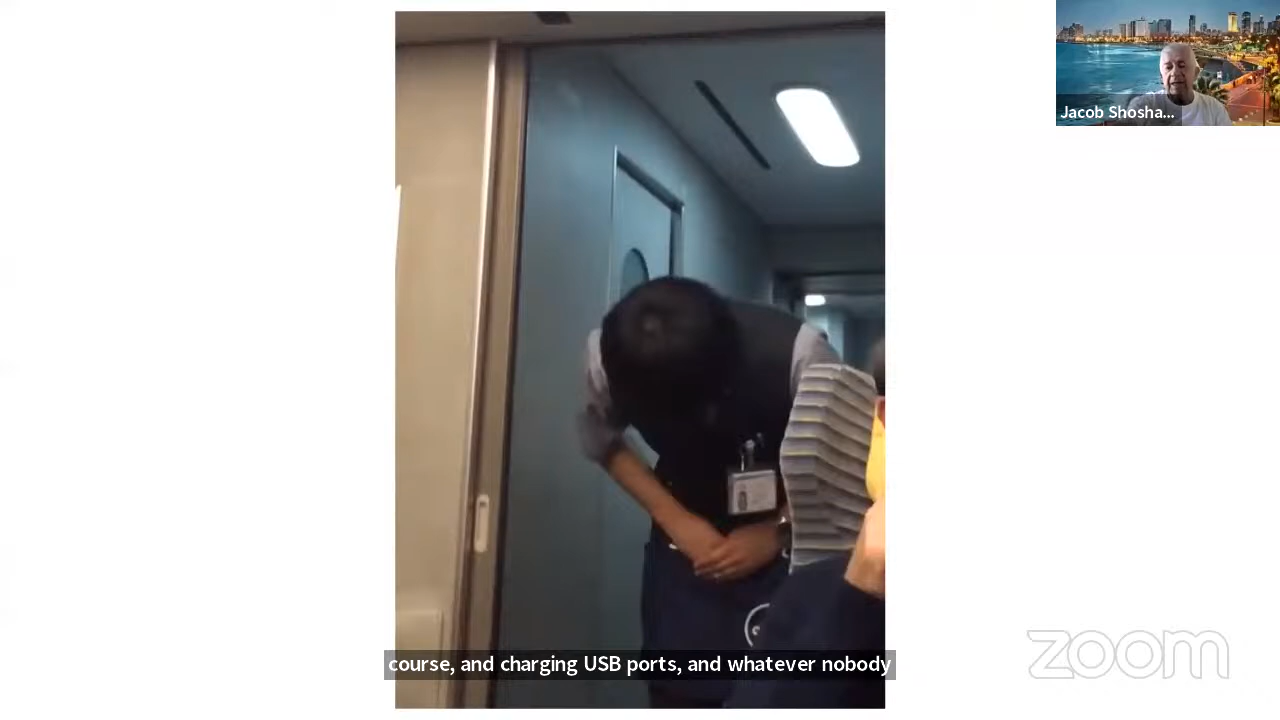 Jacob Shosha...
course, and charging USB ports, and whatever nobody
zoom